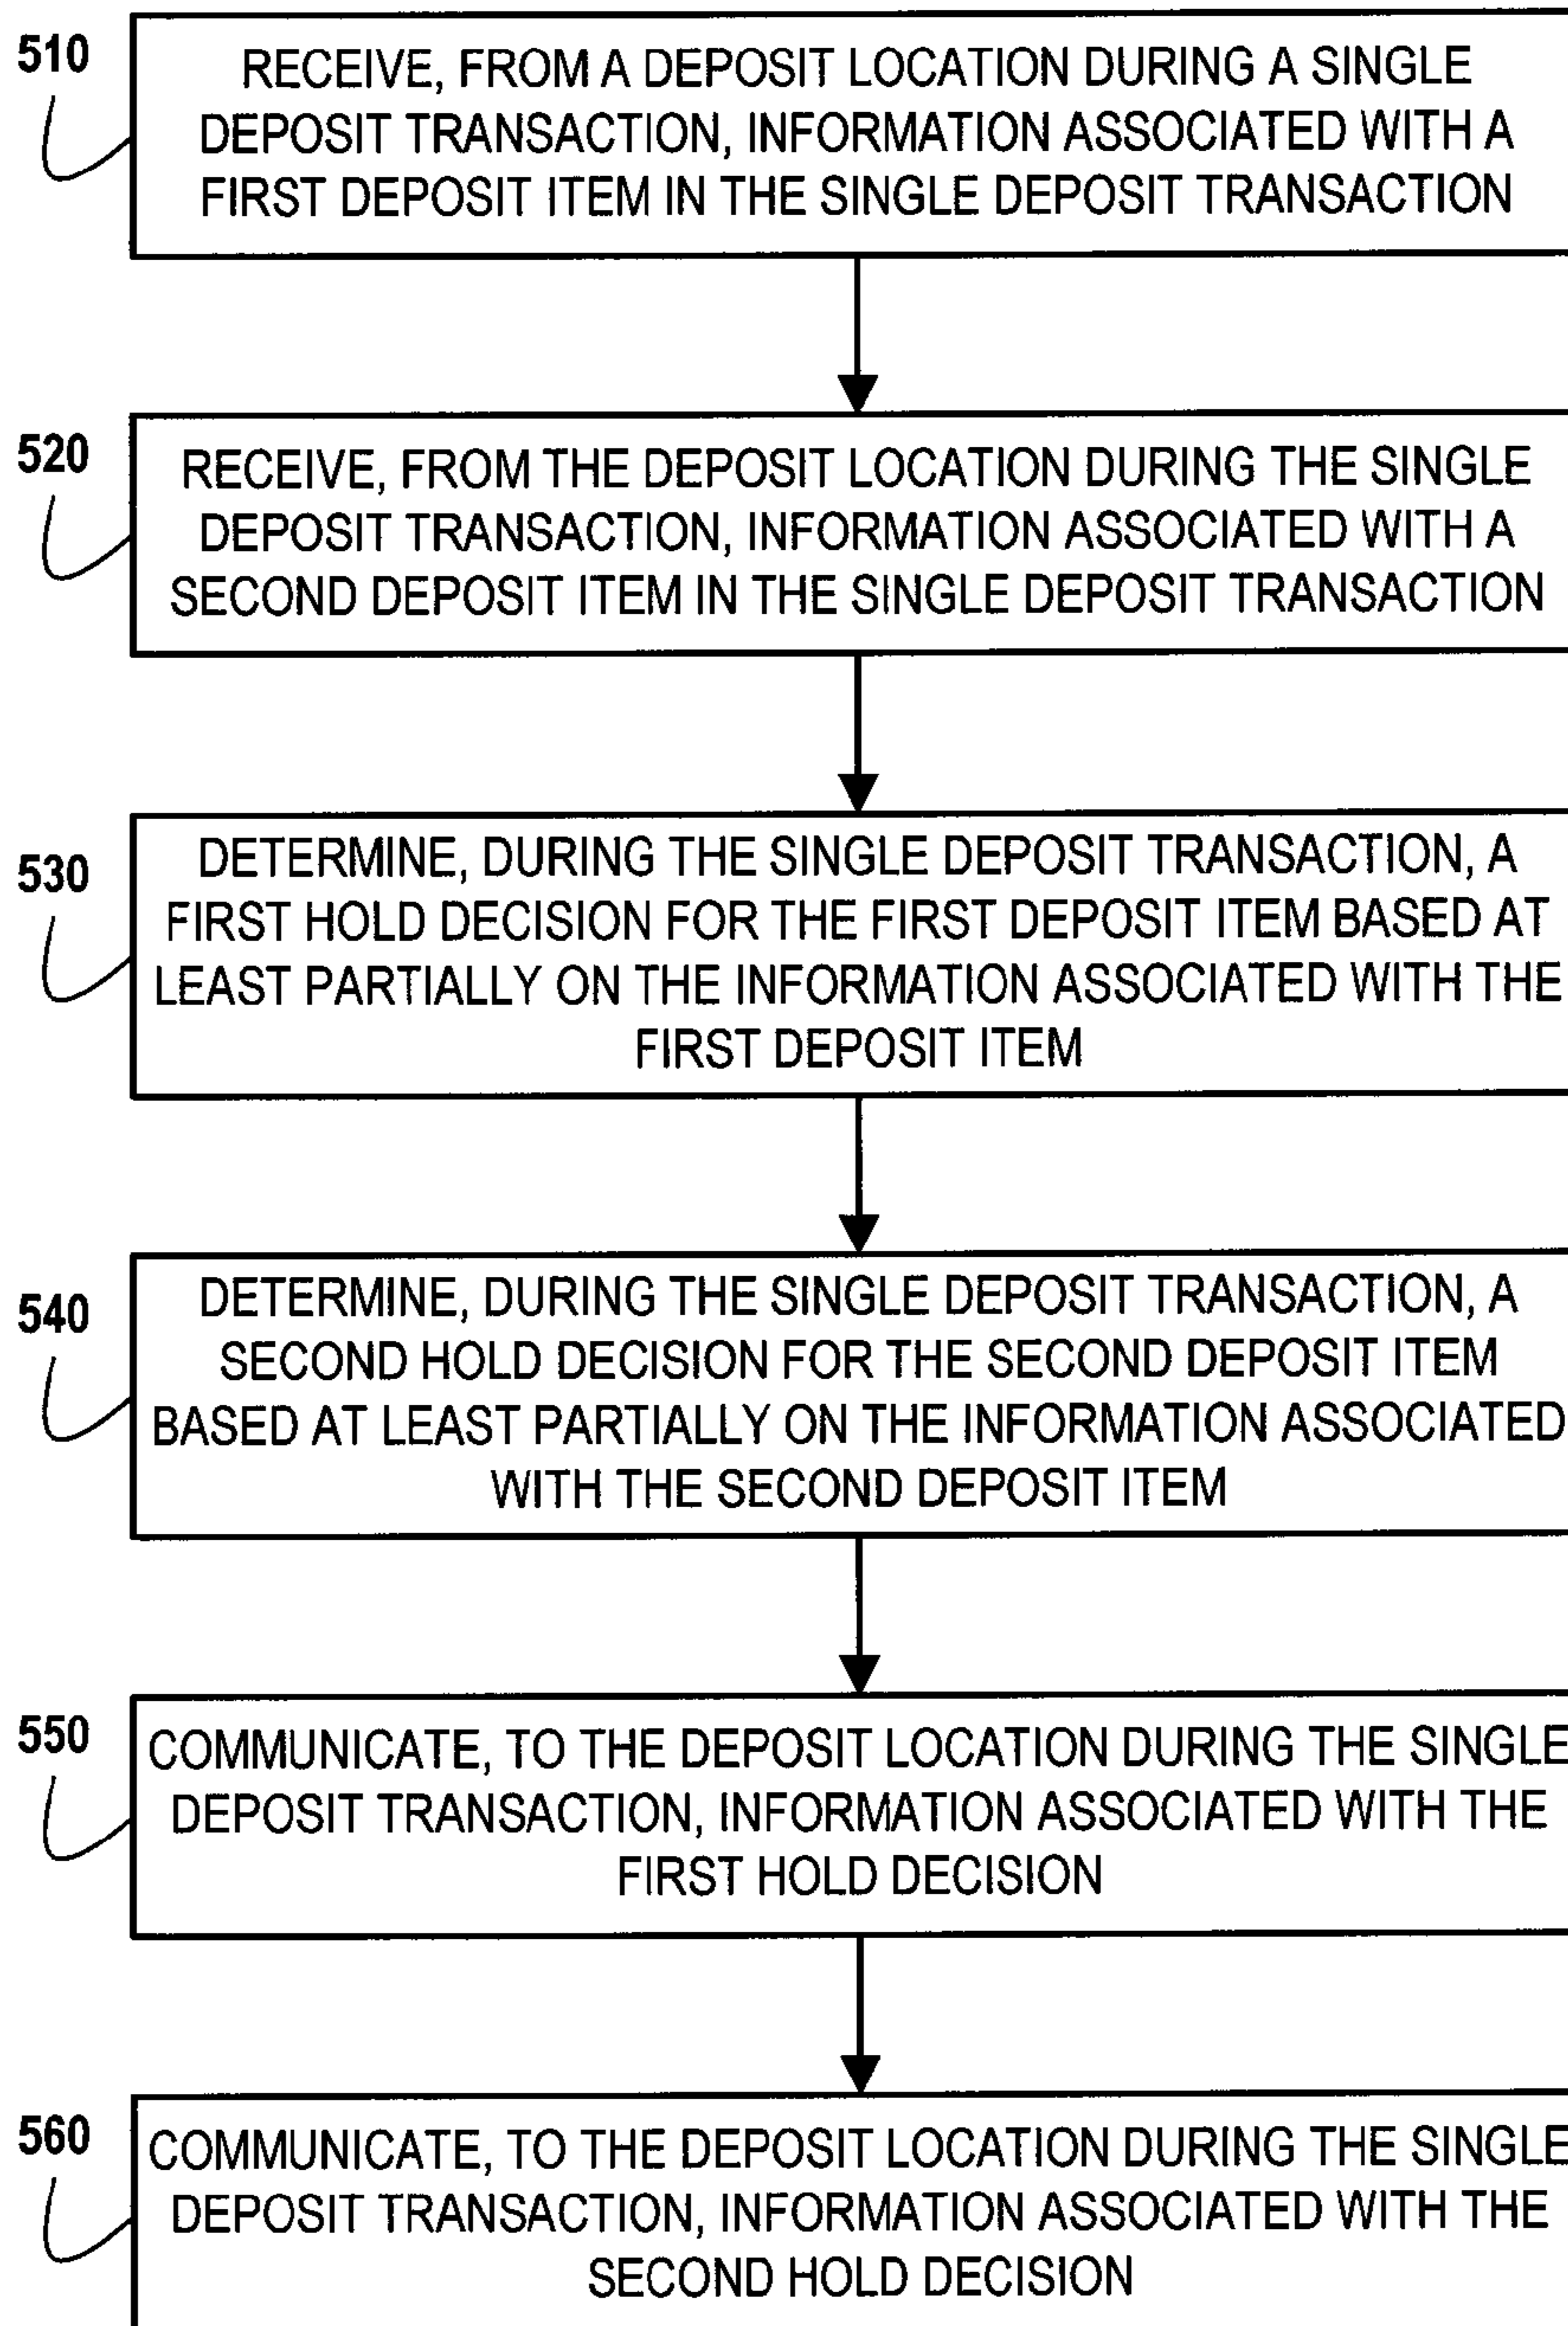 510
RECEIVE, FROM A DEPOSIT LOCATION DURING A SINGLE
DEPOSIT TRANSACTION, INFORMATION ASSOCIATED WITH A
FIRST DEPOSIT ITEM IN THE SINGLE DEPOSIT TRANSACTION
520
RECEIVE, FROM THE DEPOSIT LOCATION DURING THE SINGLE
DEPOSIT TRANSACTION, INFORMATION ASSOCIATED WITH A
SECOND DEPOSIT ITEM IN THE SINGLE DEPOSIT TRANSACTION
530
DETERMINE, DURING THE SINGLE DEPOSIT TRANSACTION, A
FIRST HOLD DECISION FOR THE FIRST DEPOSIT ITEM BASED AT
LEAST PARTIALLY ON THE INFORMATION ASSOCIATED WITH THE
FIRST DEPOSIT ITEM
540
DETERMINE, DURING THE SINGLE DEPOSIT TRANSACTION, A
SECOND HOLD DECISION FOR THE SECOND DEPOSIT ITEM
BASED AT LEAST PARTIALLY ON THE INFORMATION ASSOCIATED
WITH THE SECOND DEPOSIT ITEM
550
COMMUNICATE, TO THE DEPOSIT LOCATION DURING THE SINGLE
DEPOSIT TRANSACTION, INFORMATION ASSOCIATED WITH THE
FIRST HOLD DECISION
560
COMMUNICATE, TO THE DEPOSIT LOCATION DURING THE SINGLE
DEPOSIT TRANSACTION, INFORMATION ASSOCIATED WITH THE
SECOND HOLD DECISION